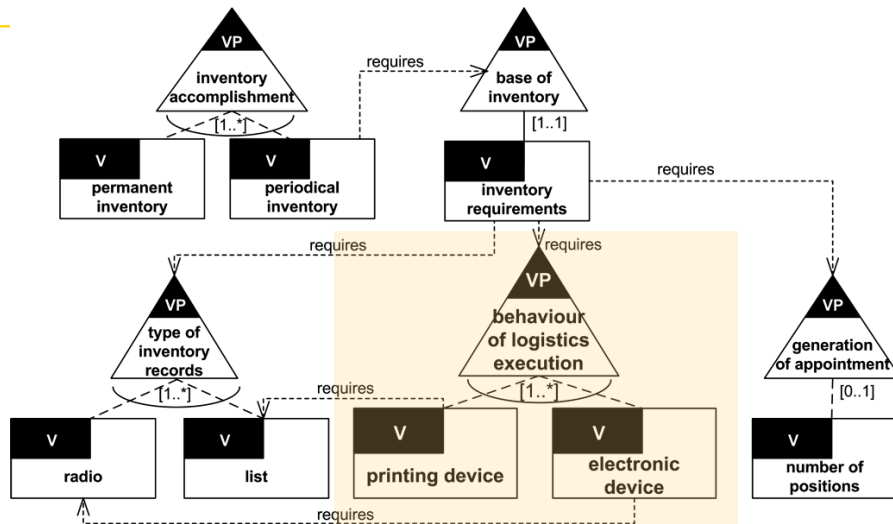 VP
inventory
accomplishment
[1..*]
requires
VP
base of
inventory
[1..1]
V
permanent
inventory
V
periodical
inventory
V
inventory
requirements
requires
requires
requires
VP
type of
inventory
records
[1..*]
VP
behaviour
of logistics
execution
[1..*]
VP
generation
of appointment
[0..1]
requires
V
radio
V
list
V
printing device
V
electronic
device
V
number of
positions
requires